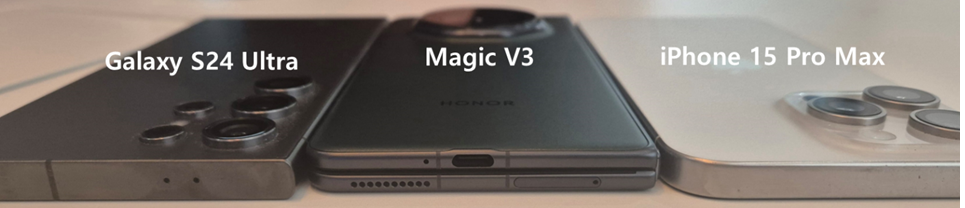 Galaxy S24 Ultra
Magic V3
iPhone 15 Pro Max
HONOR